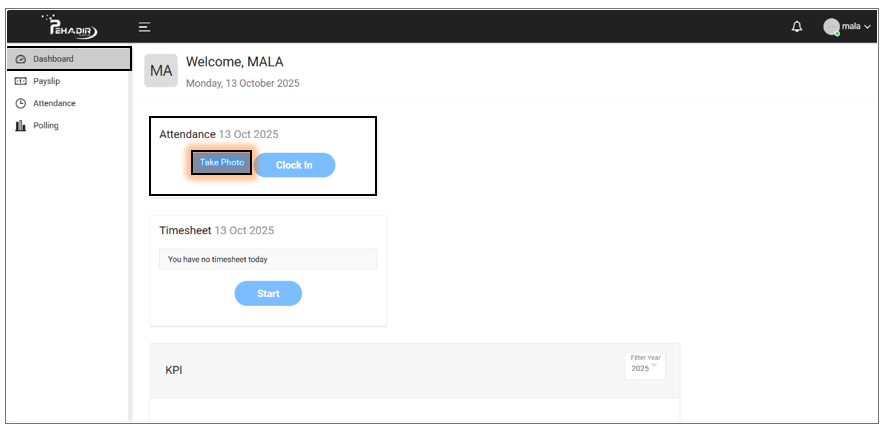 PEHADIR
mala
Dashboard
Payslip
Attendance
Polling
MA
Welcome, MALA
Monday, 13 October 2025
Attendance 13 Oct 2025
Take Photo
Clock In
Timesheet 13 Oct 2025
You have no timesheet today
Start
KPI
Filter Year
2025